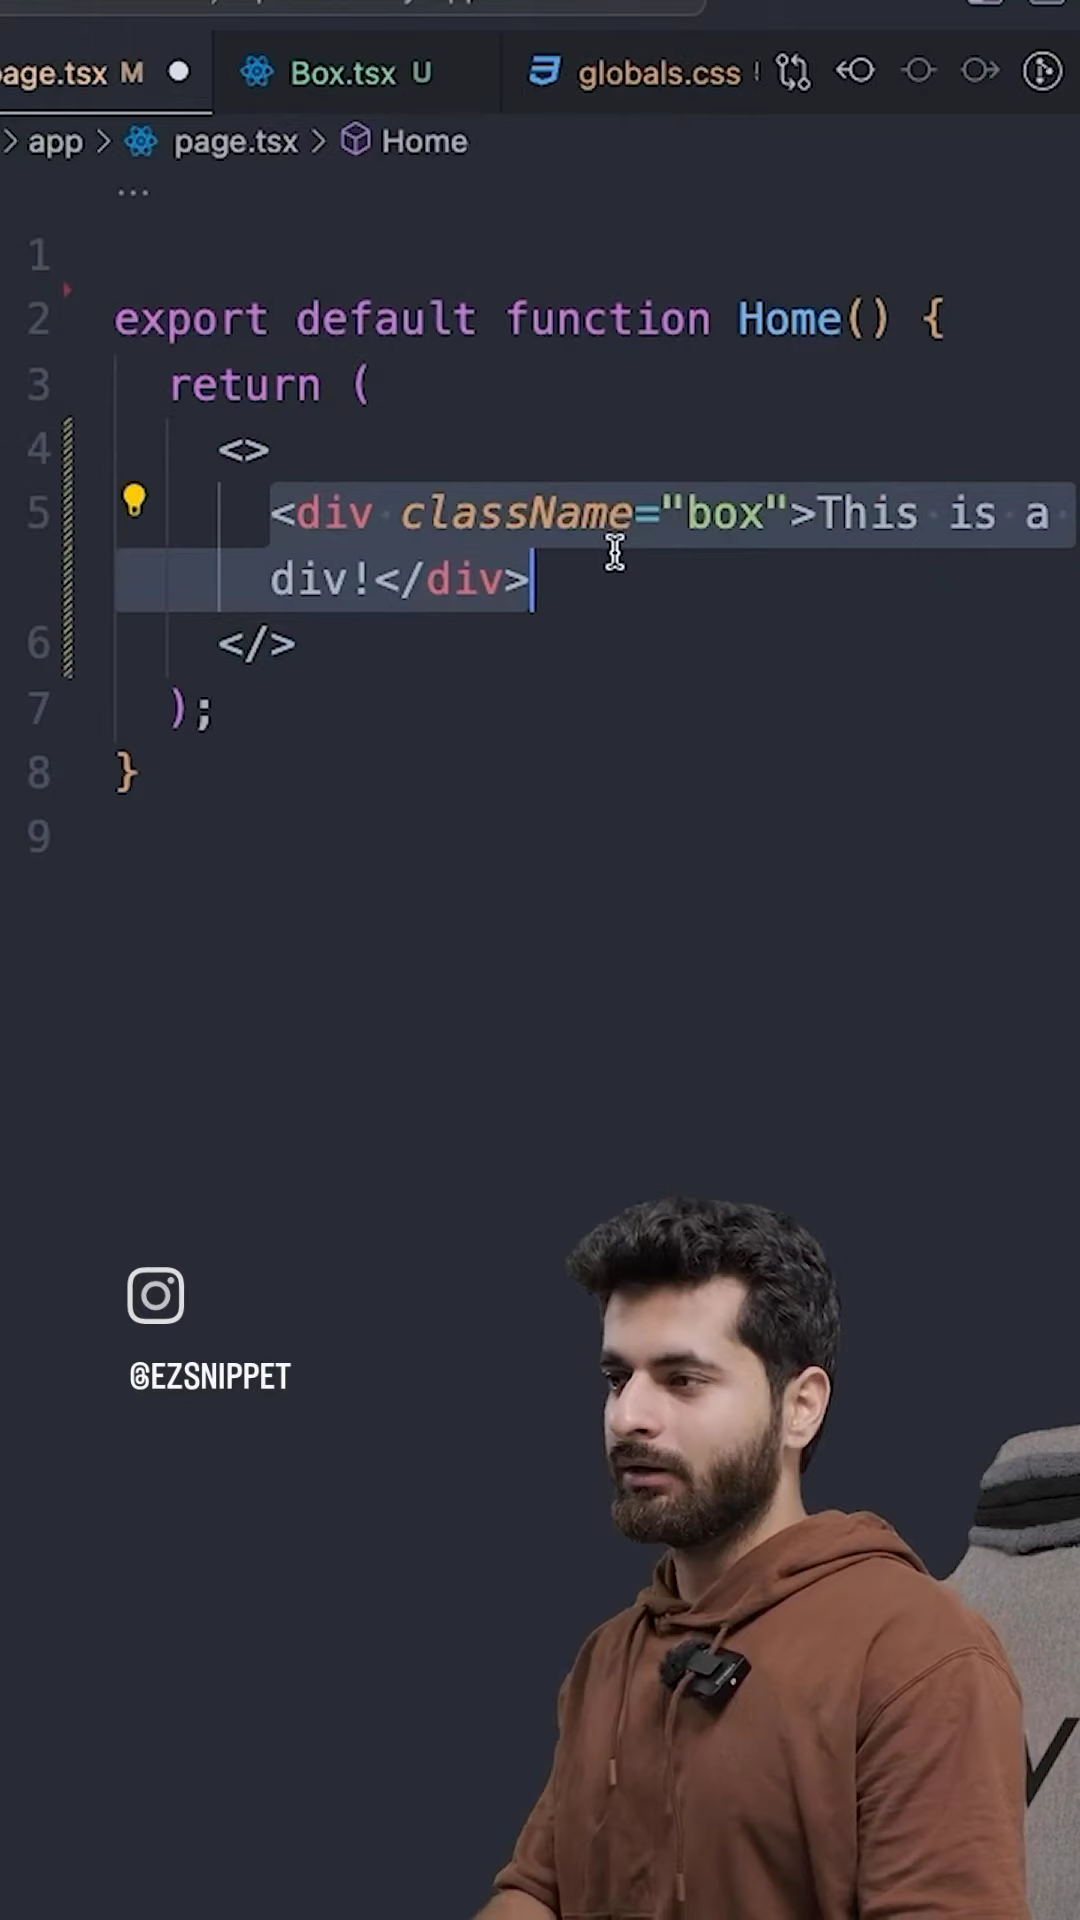 page.tsx M
Box.tsx U
globals.css !
app
page.tsx
Home
...
1
2 export default function Home() {
3 return (
4 <>
5 <div className="box">This is a
div!</div>
6 </>
7 );
8 }
9
@EZSNIPPET